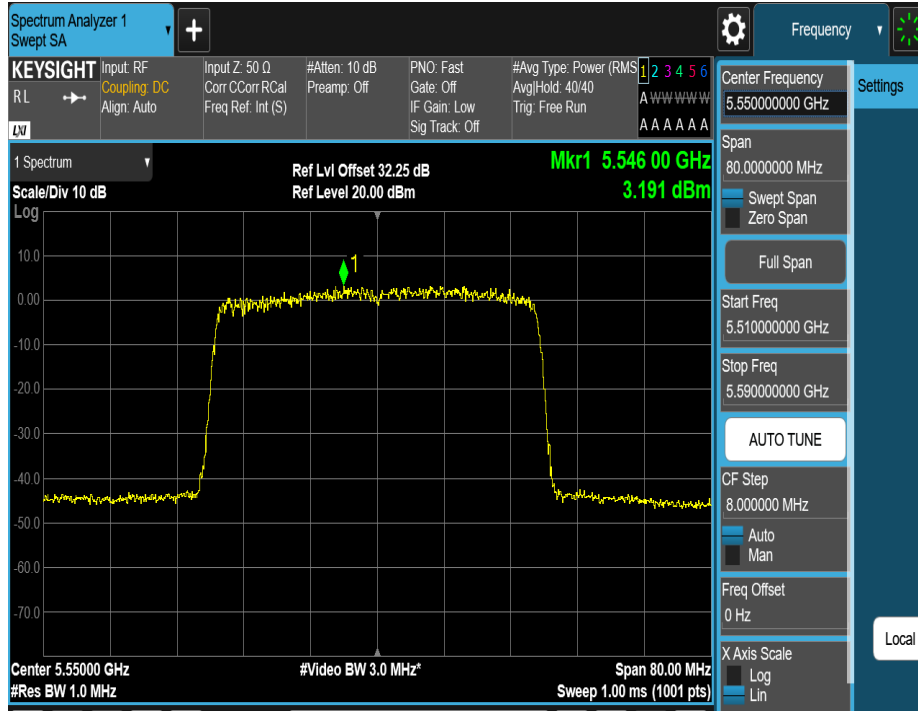 Spectrum Analyzer 1
Swept SA
+
Frequency
KEYSIGHT
R L
LXI
Input: RF
Coupling: DC
Align: Auto
Input Z: 50 Ω
Corr CCorr RCal
Freq Ref: Int (S)
#Atten: 10 dB
Preamp: Off
PNO: Fast
Gate: Off
IF Gain: Low
Sig Track: Off
#Avg Type: Power (RMS
Avg|Hold: 40/40
Trig: Free Run
1 2 3 4 5 6
A W W W W W
A A A A A A
1 Spectrum
Scale/Div 10 dB
Log
Ref Lvl Offset 32.25 dB
Ref Level 20.00 dBm
Mkr1 5.546 00 GHz
3.191 dBm
1
10.0
0.00
-10.0
-20.0
-30.0
-40.0
-50.0
-60.0
-70.0
Center 5.55000 GHz
#Res BW 1.0 MHz
#Video BW 3.0 MHz*
Span 80.00 MHz
Sweep 1.00 ms (1001 pts)
Center Frequency
5.550000000 GHz
Span
80.0000000 MHz
Swept Span
Zero Span
Full Span
Start Freq
5.510000000 GHz
Stop Freq
5.590000000 GHz
AUTO TUNE
CF Step
8.000000 MHz
Auto
Man
Freq Offset
0 Hz
X Axis Scale
Log
Lin
Settings
Local